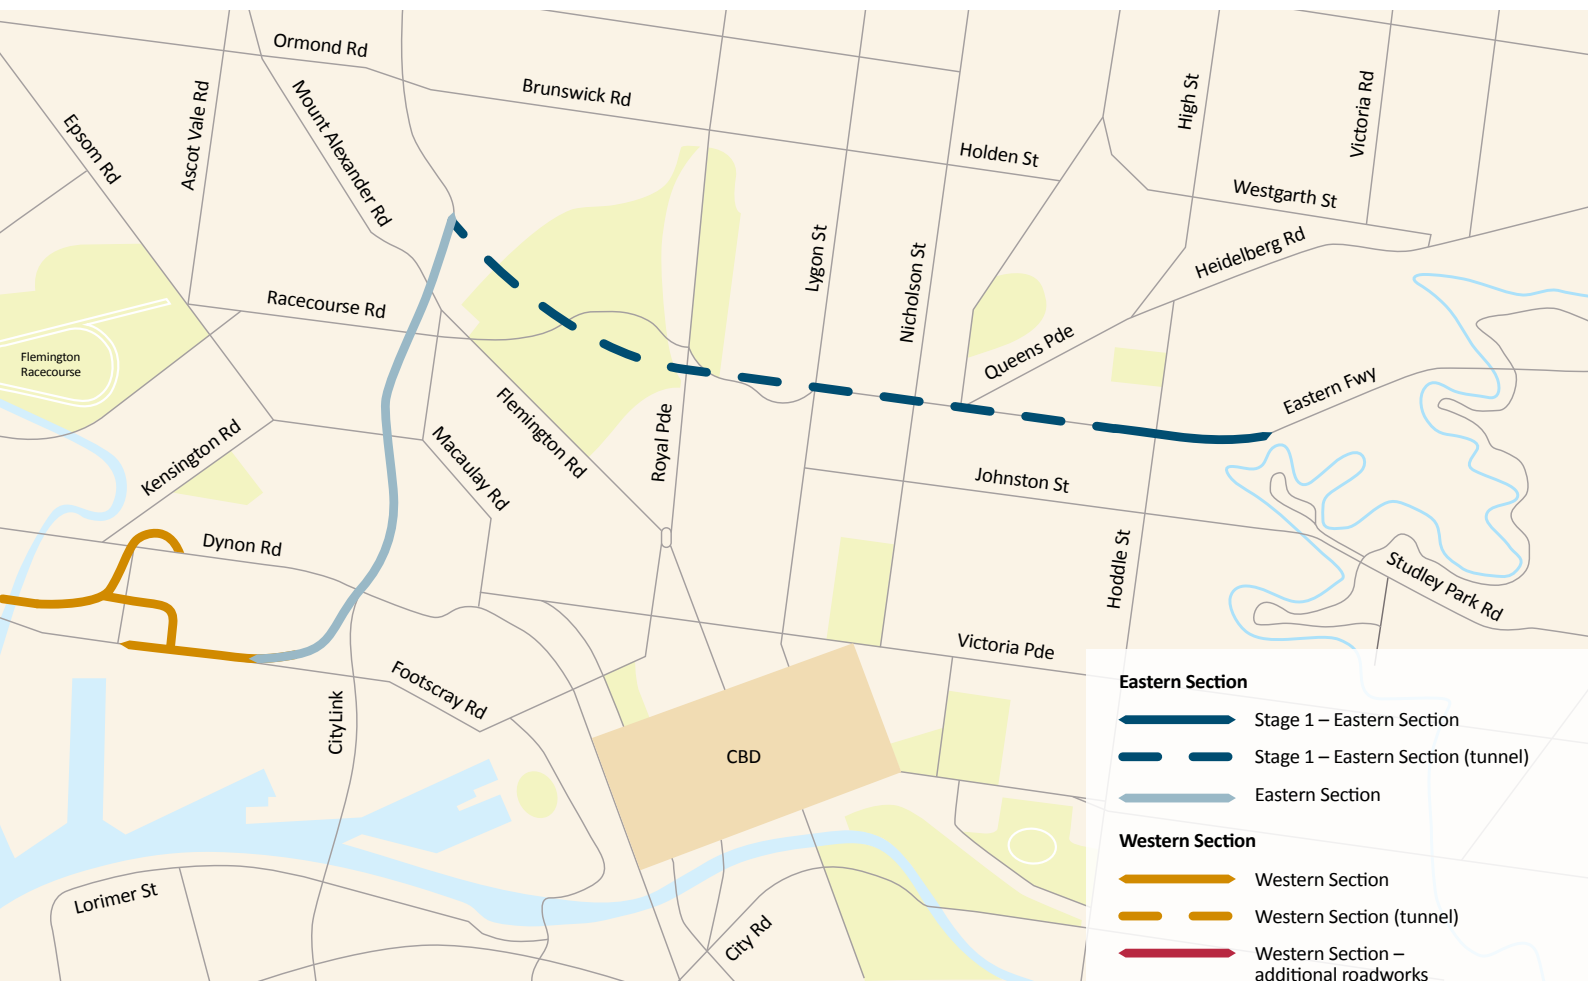 Ormond Rd
Brunswick Rd
Ascot Vale Rd
Mount Alexander Rd
Epsom Rd
High St
Victoria Rd
Holden St
Westgarth St
Heidelberg Rd
Lygon St
Nicholson St
Racecourse Rd
Flemington
Racecourse
Queens Pde
Eastern Fwy
Flemington Rd
Royal Pde
Kensington Rd
Macaulay Rd
Johnston St
Dynon Rd
Hoddle St
Studley Park Rd
Victoria Pde
Footscray Rd
CityLink
CBD
Lorimer St
City Rd
Eastern Section
Stage 1 – Eastern Section
Stage 1 – Eastern Section (tunnel)
Eastern Section
Western Section
Western Section
Western Section (tunnel)
Western Section –
additional roadworks